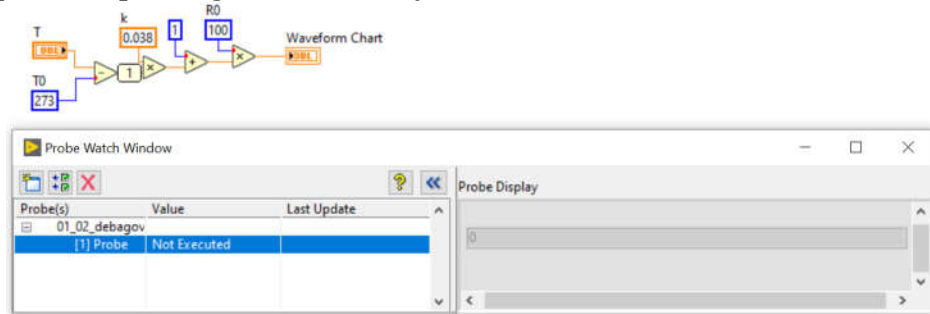 k
R0
T
0.038
1
100
Waveform Chart
DBL
1
DBL
T0
273
Probe Watch Window
Probe Display
Probe(s) Value Last Update
01_02_debagov
[1] Probe Not Executed
0